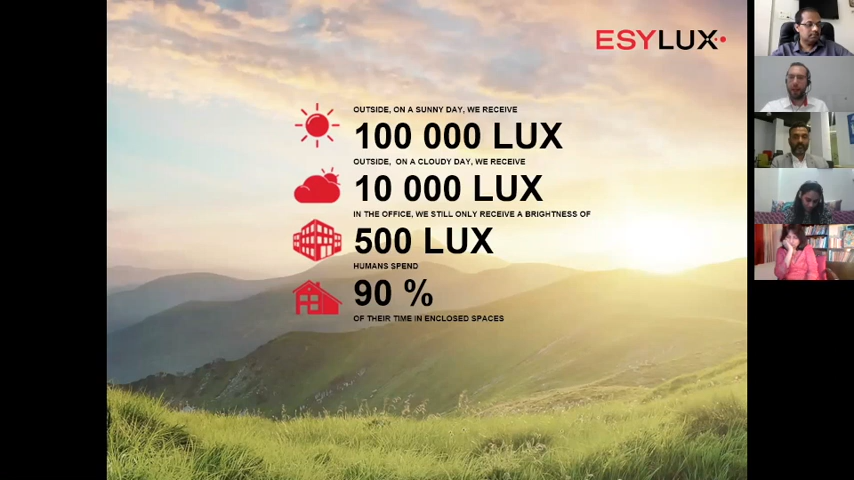 ESYLUX
OUTSIDE, ON A SUNNY DAY, WE RECEIVE
100 000 LUX
OUTSIDE, ON A CLOUDY DAY, WE RECEIVE
10 000 LUX
IN THE OFFICE, WE STILL ONLY RECEIVE A BRIGHTNESS OF
500 LUX
HUMANS SPEND
90 %
OF THEIR TIME IN ENCLOSED SPACES